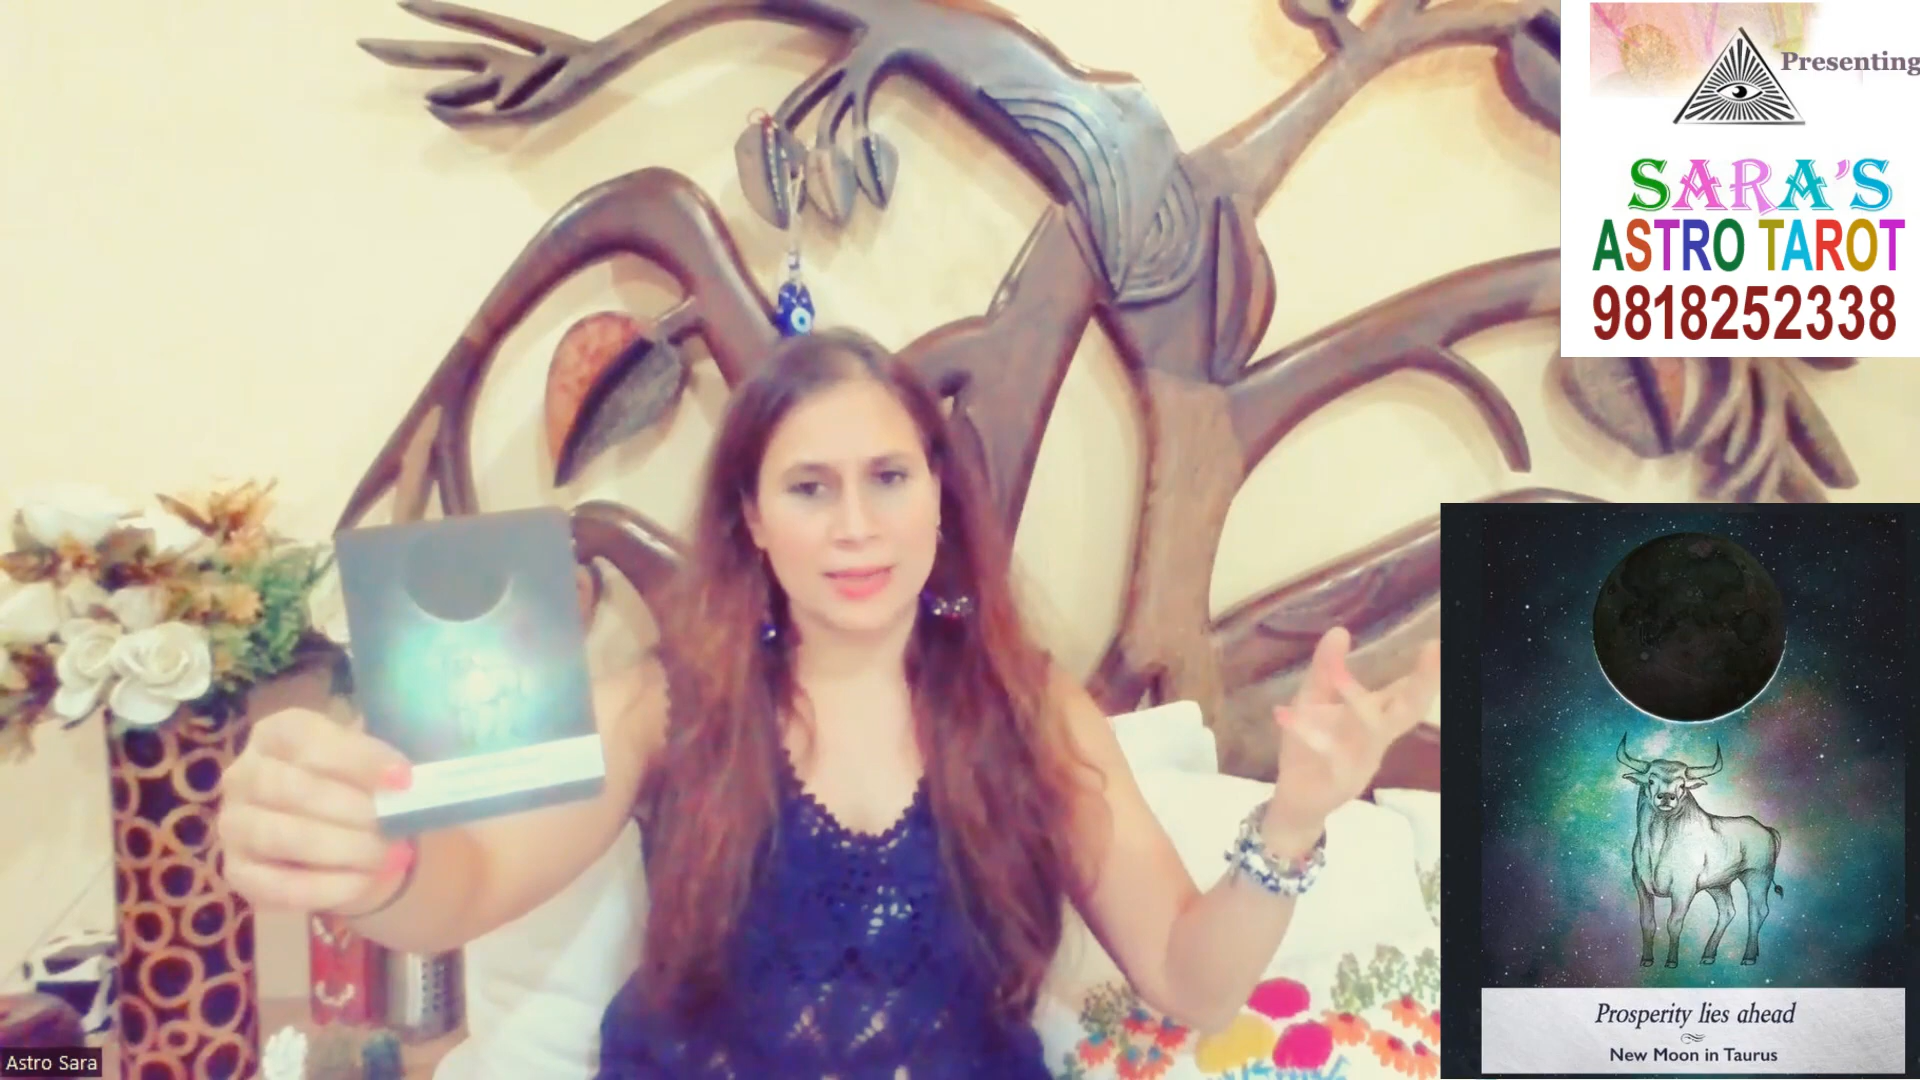 Presenting
SARA'S
ASTRO TAROT
9818252338
Prosperity lies ahead
New Moon in Taurus
Astro Sara